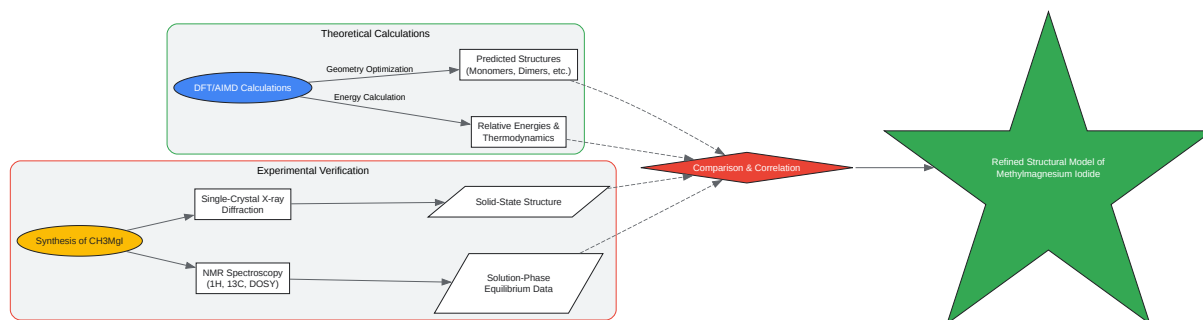 Theoretical Calculations
DFT/AIMD Calculations
Geometry Optimization
Energy Calculation
Predicted Structures
(Monomers, Dimers, etc.)
Relative Energies &
Thermodynamics
Experimental Verification
Synthesis of CH3MgI
Single-Crystal X-ray
Diffraction
NMR Spectroscopy
(1H, 13C, DOSY)
Solid-State Structure
Solution-Phase
Equilibrium Data
Comparison & Correlation
Refined Structural Model of
Methylmagnesium Iodide